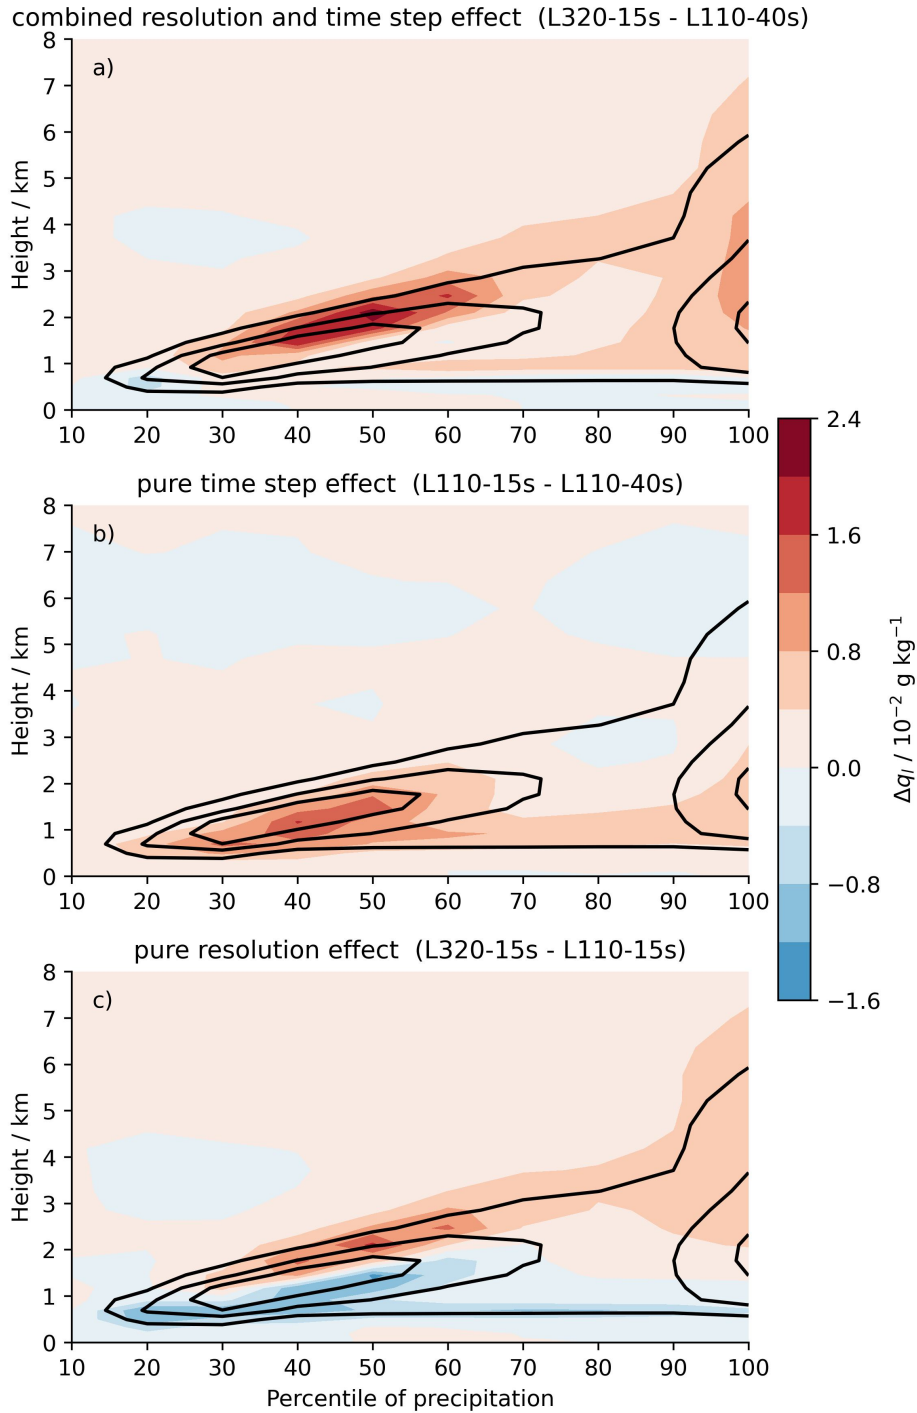 combined resolution and time step effect (L320-15s - L110-40s)
a)
8
7
6
5
4
3
2
1
0
Height / km
10 20 30 40 50 60 70 80 90 100
pure time step effect (L110-15s - L110-40s)
b)
8
7
6
5
4
3
2
1
0
Height / km
10 20 30 40 50 60 70 80 90 100
pure resolution effect (L320-15s - L110-15s)
c)
8
7
6
5
4
3
2
1
0
Height / km
10 20 30 40 50 60 70 80 90 100
Percentile of precipitation
2.4
1.6
0.8
0.0
−0.8
−1.6
Δqₗ / 10⁻² g kg⁻¹